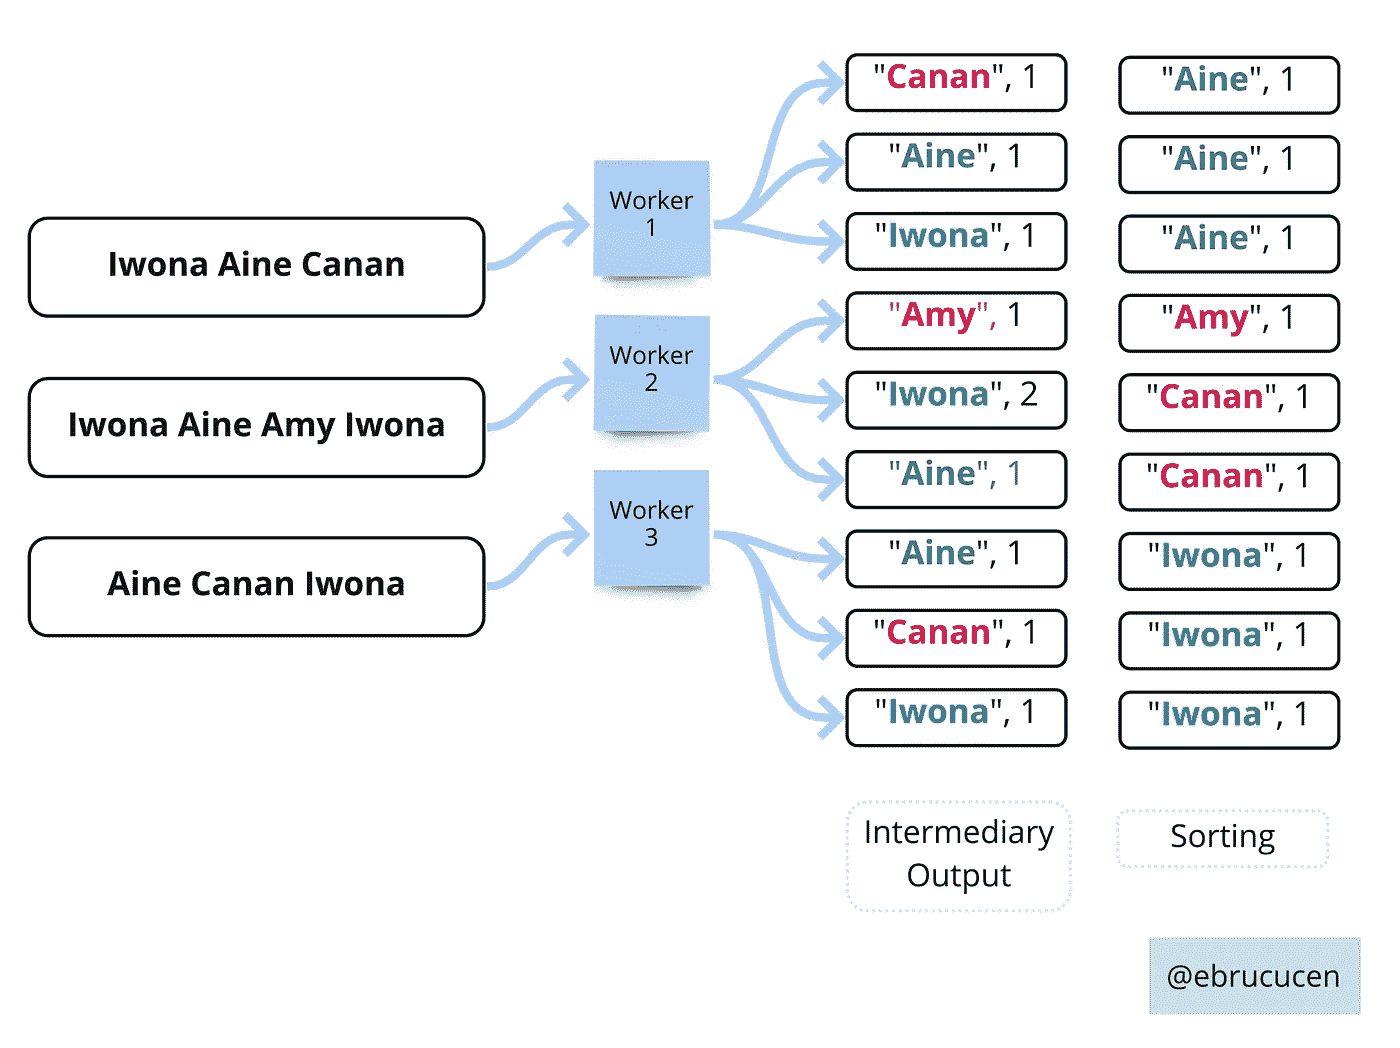 Iwona Aine Canan
Iwona Aine Amy Iwona
Aine Canan Iwona
Worker
1
Worker
2
Worker
3
"Canan", 1
"Aine", 1
"Iwona", 1
"Amy", 1
"Iwona", 2
"Aine", 1
"Aine", 1
"Canan", 1
"Iwona", 1
Intermediary
Output
"Aine", 1
"Aine", 1
"Aine", 1
"Amy", 1
"Canan", 1
"Canan", 1
"Iwona", 1
"Iwona", 1
"Iwona", 1
Sorting
@ebrucucen